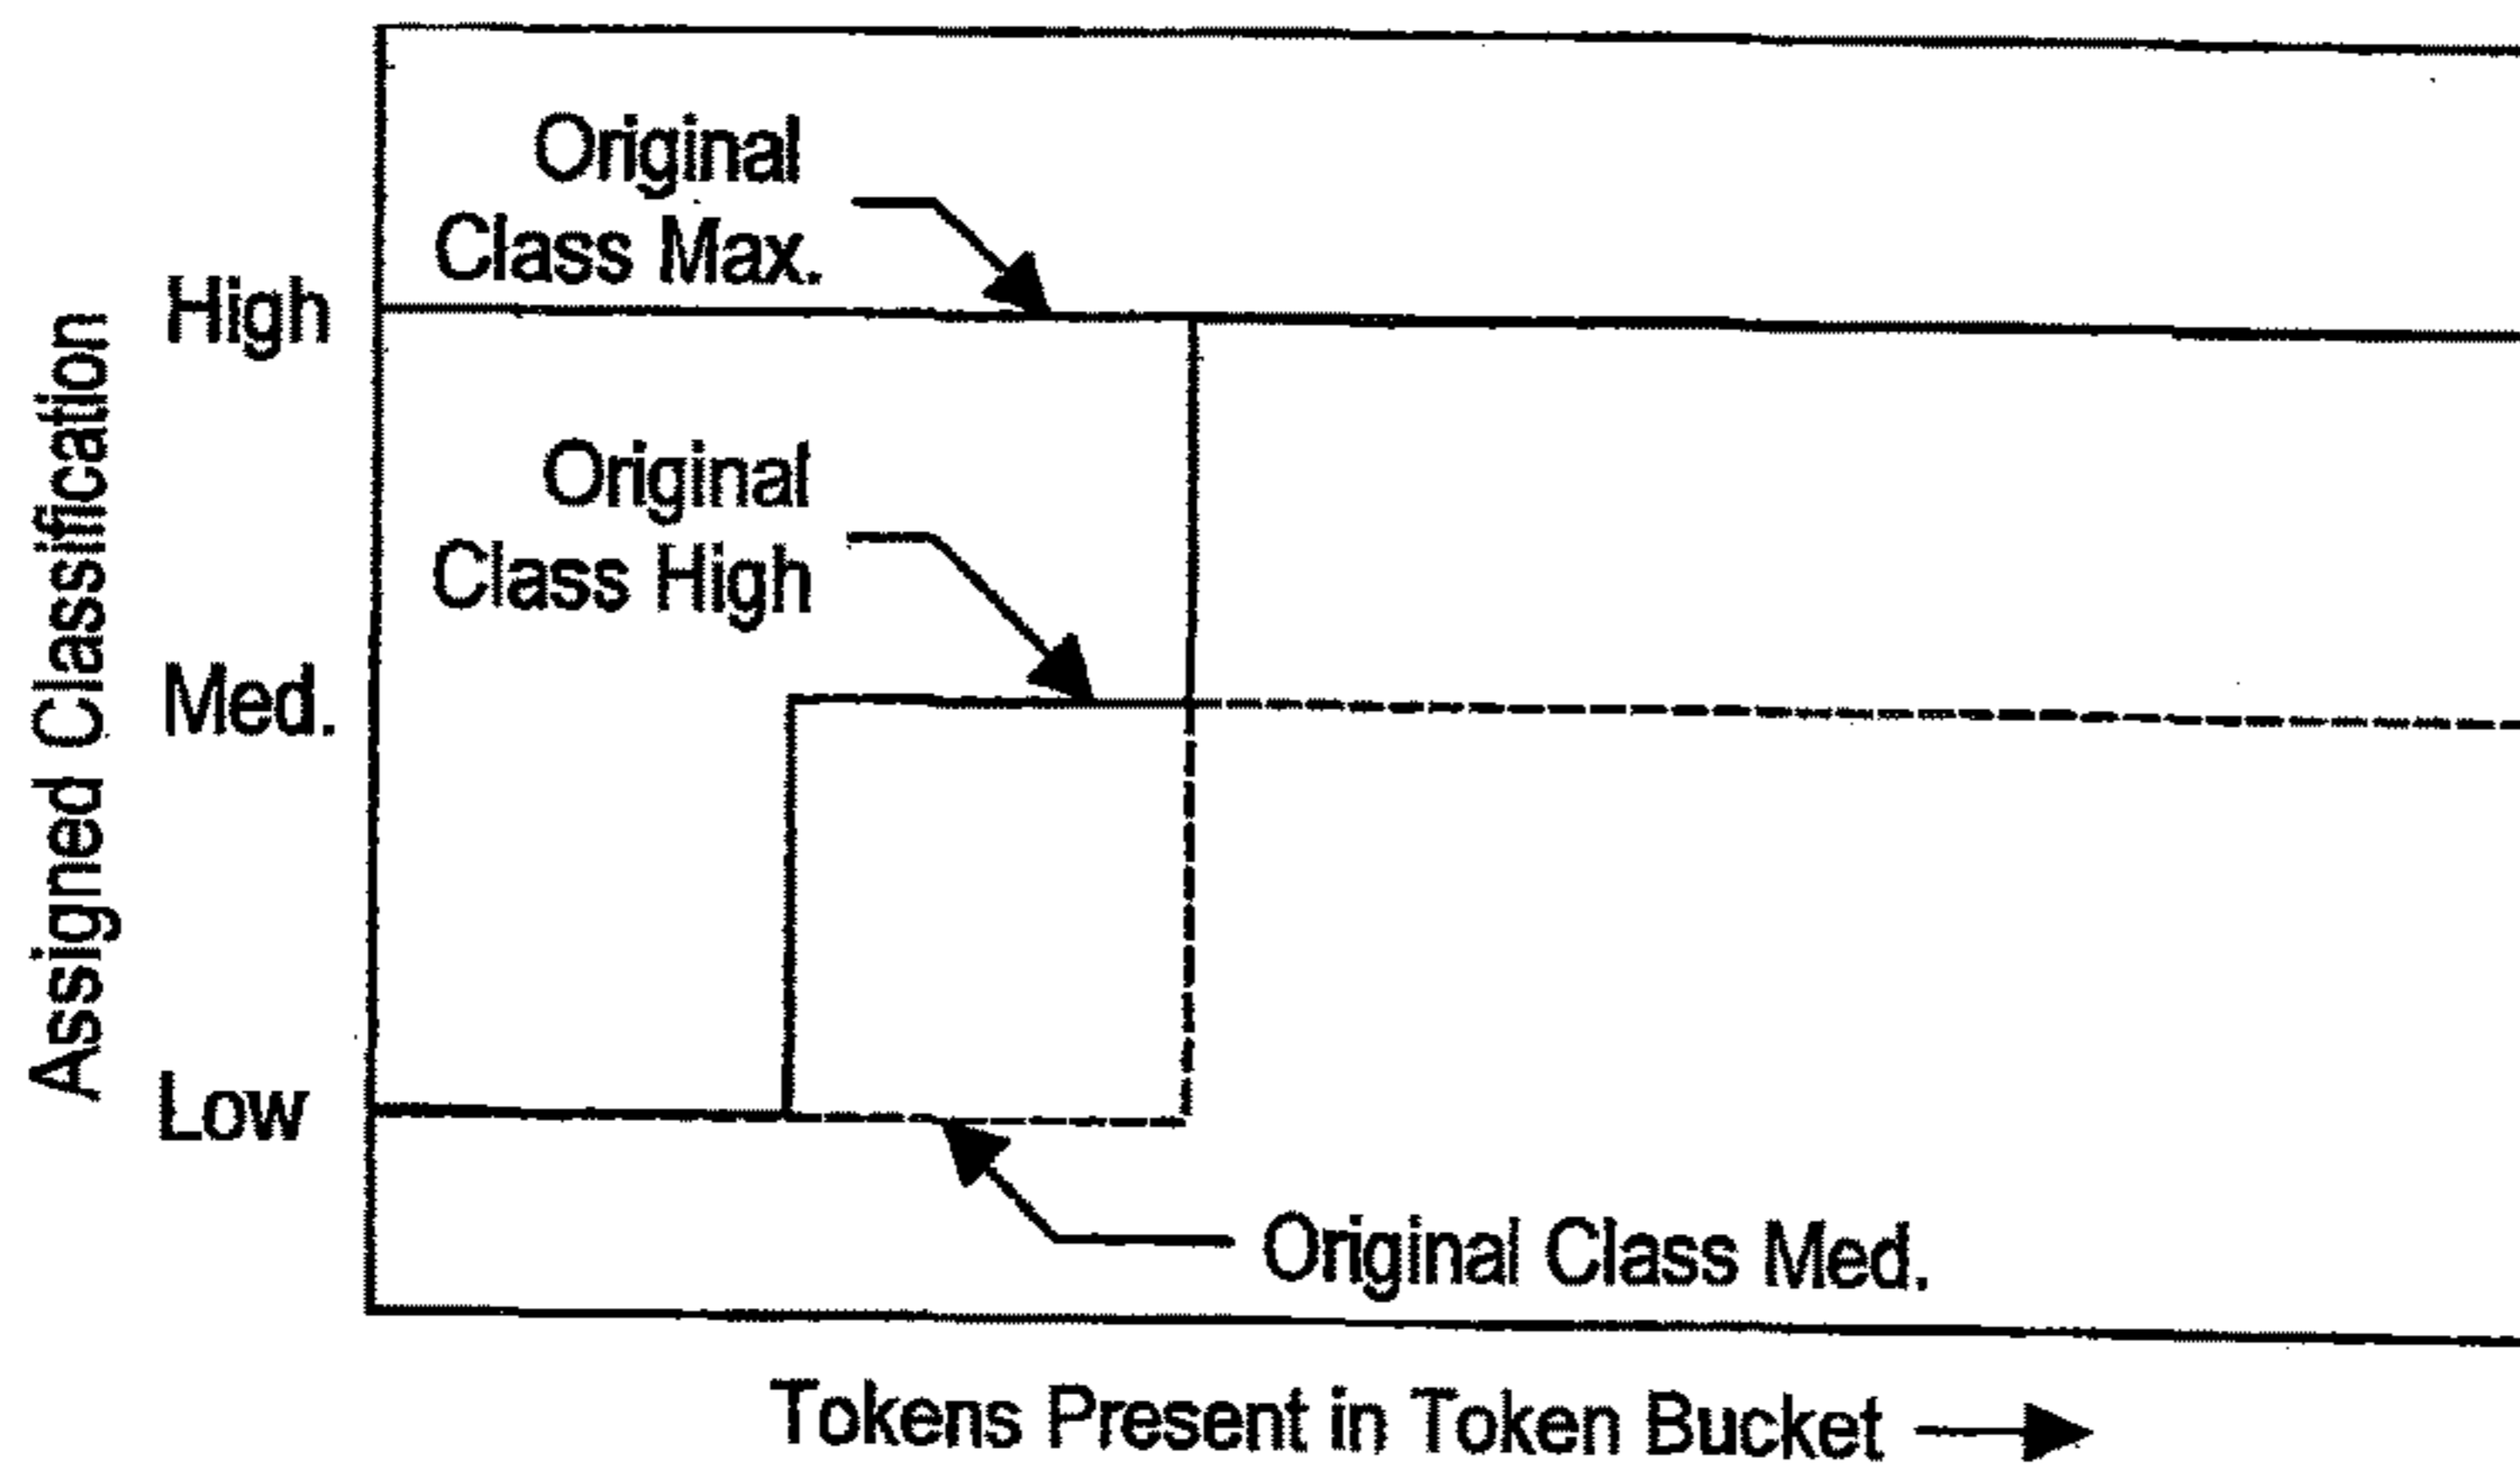 Original
Class Max.
High
Original
Class High
Assigned Classification
Med.
Low
Original Class Med.
Tokens Present in Token Bucket